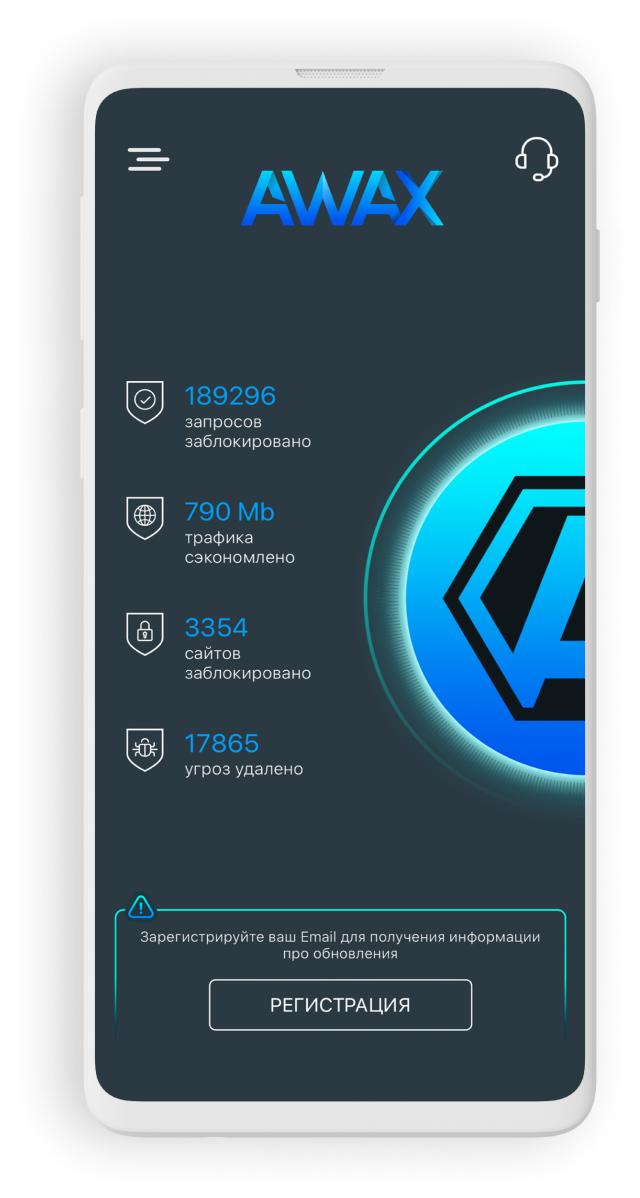 AWAX
189296
запросов
заблокировано
790 Mb
трафика
сэкономлено
3354
сайтов
заблокировано
17865
угроз удалено
Зарегистрируйте ваш Email для получения информации
про обновления
РЕГИСТРАЦИЯ